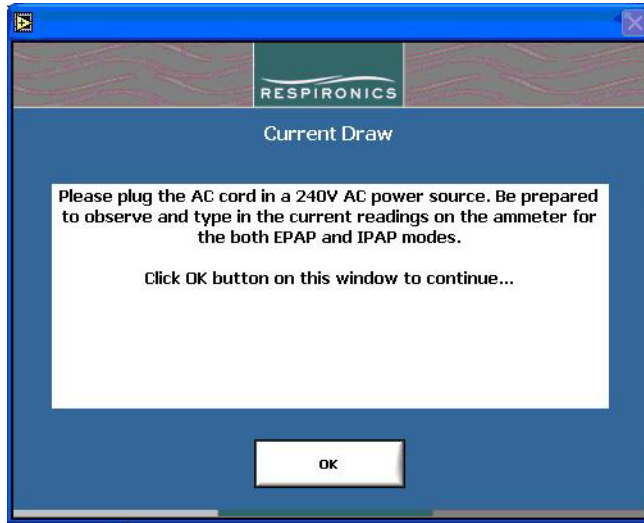 RESPIRONICS
Current Draw
Please plug the AC cord in a 240V AC power source. Be prepared
to observe and type in the current readings on the ammeter for
the both EPAP and IPAP modes.
Click OK button on this window to continue...
OK